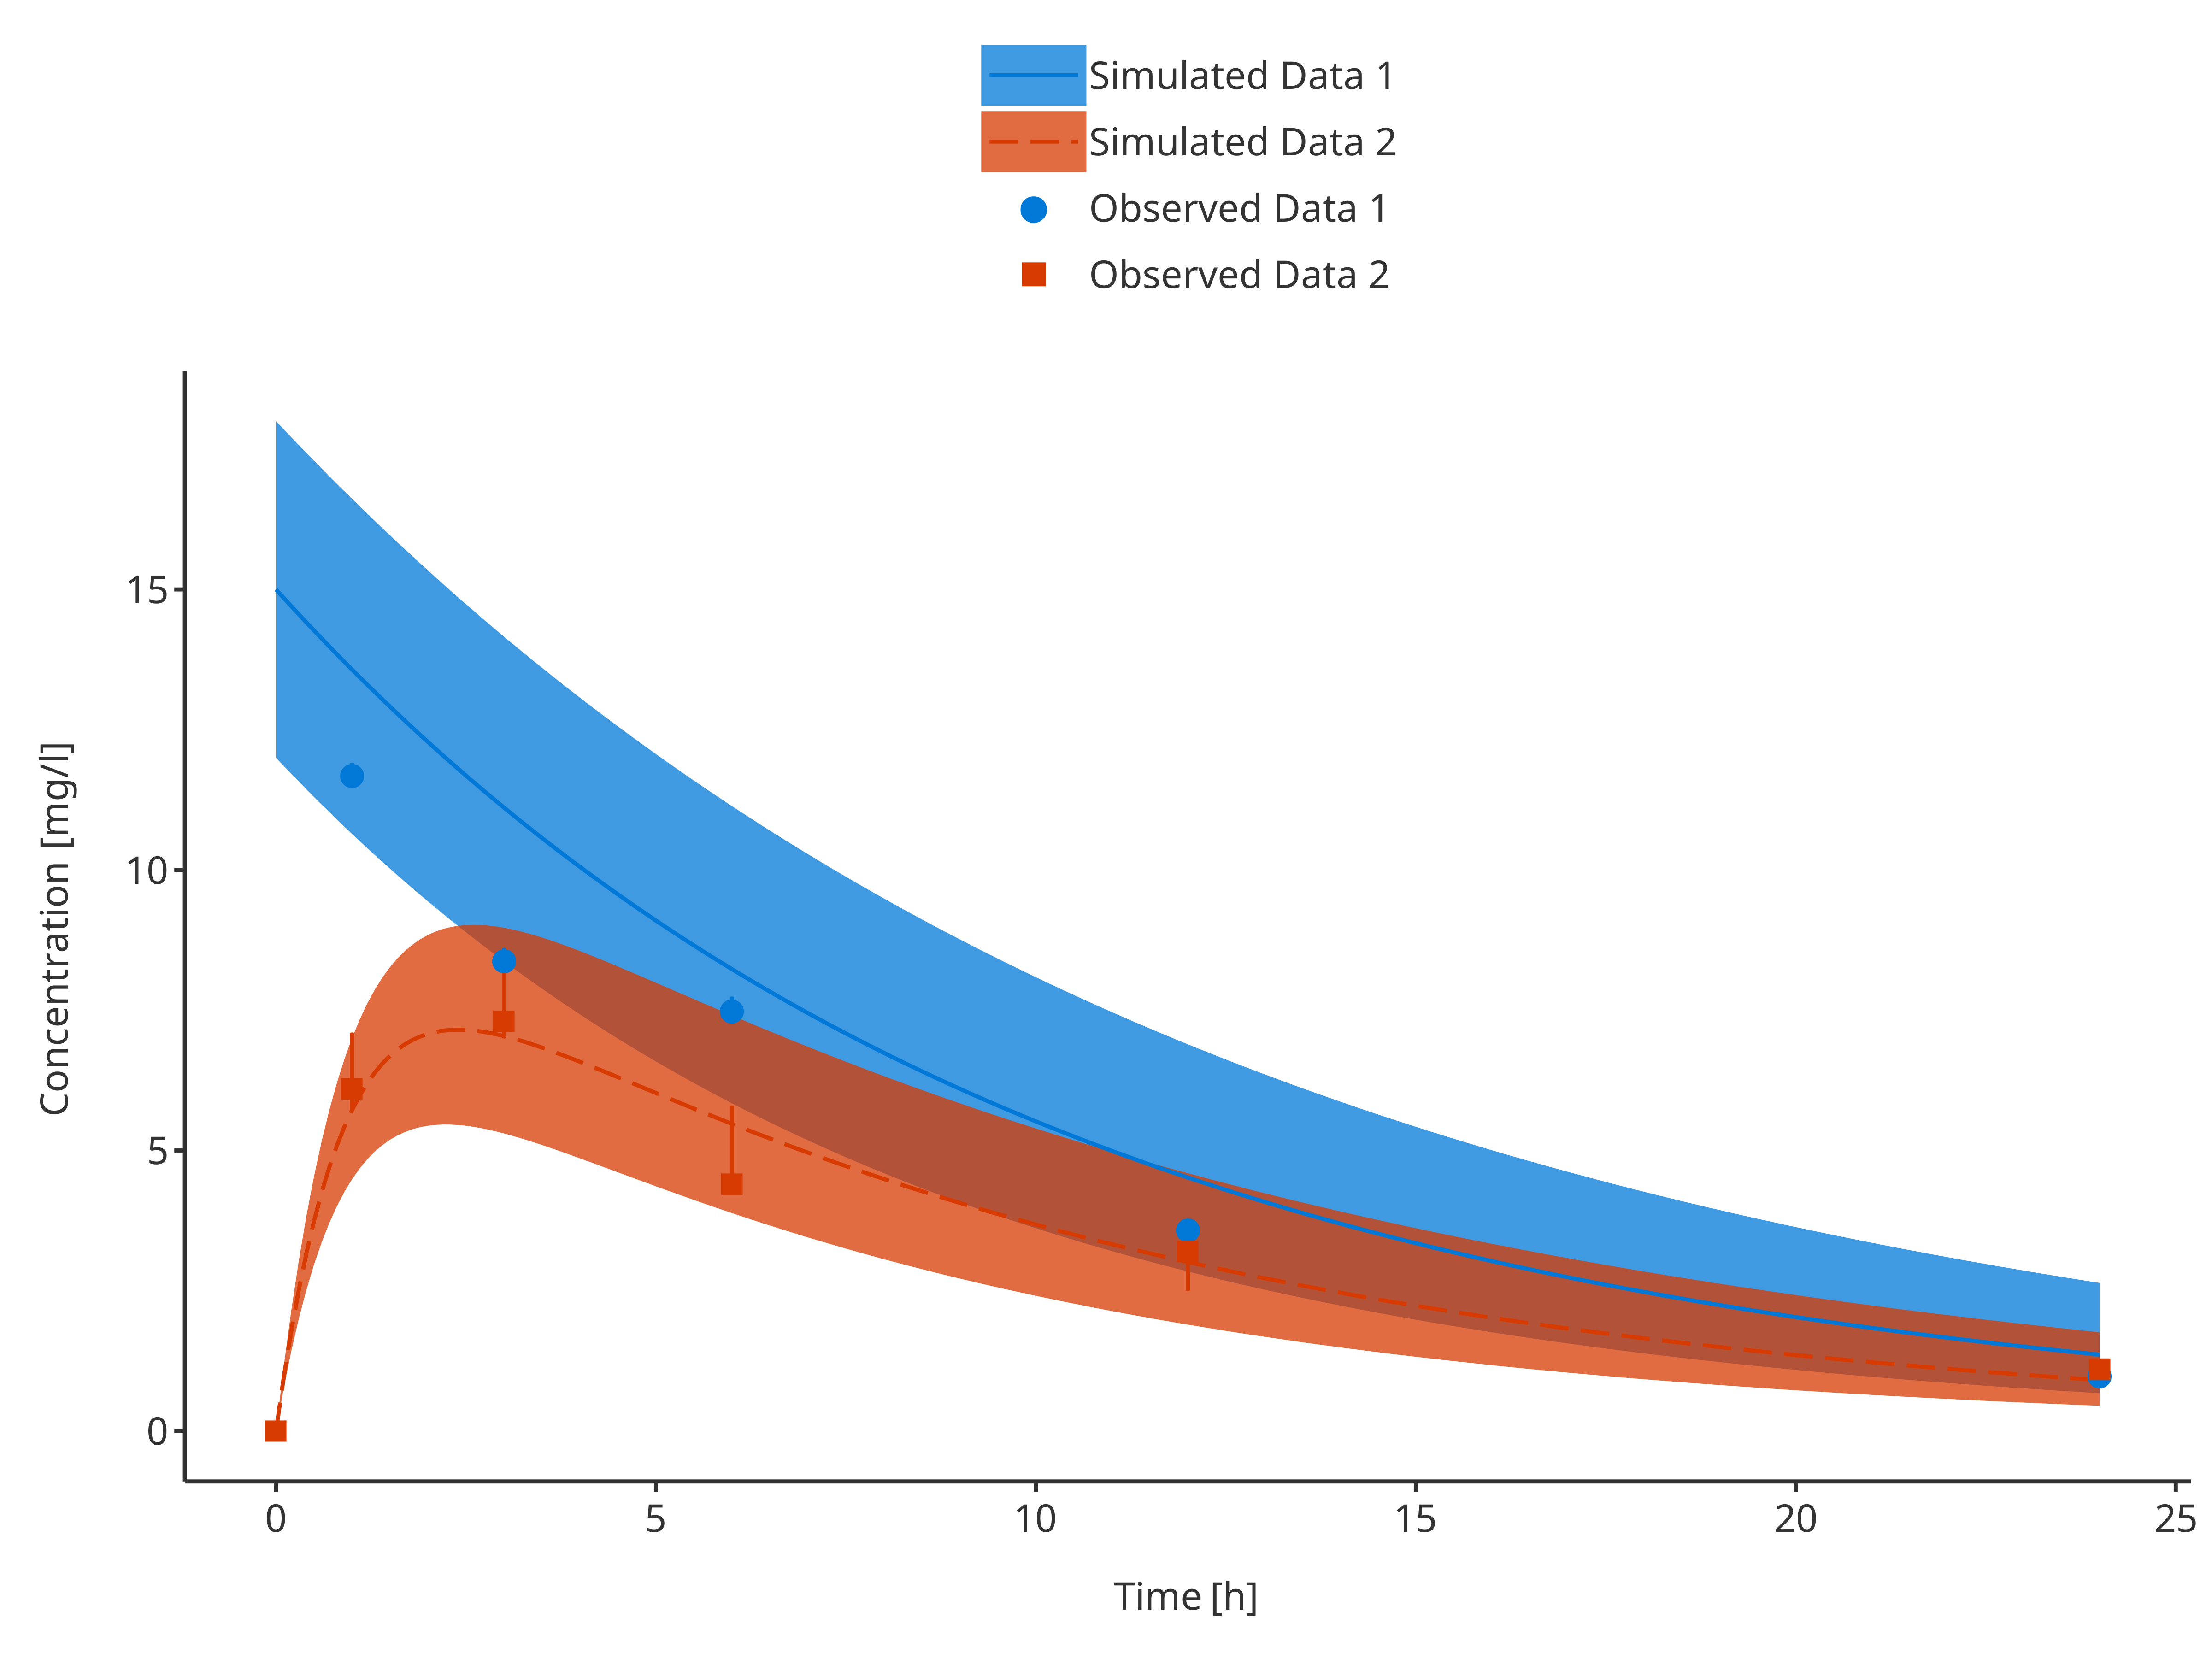 Simulated Data 1
Simulated Data 2
Observed Data 1
Observed Data 2
Concentration [mg/l]
15
10
5
0
0 5 10 15 20 25
Time [h]